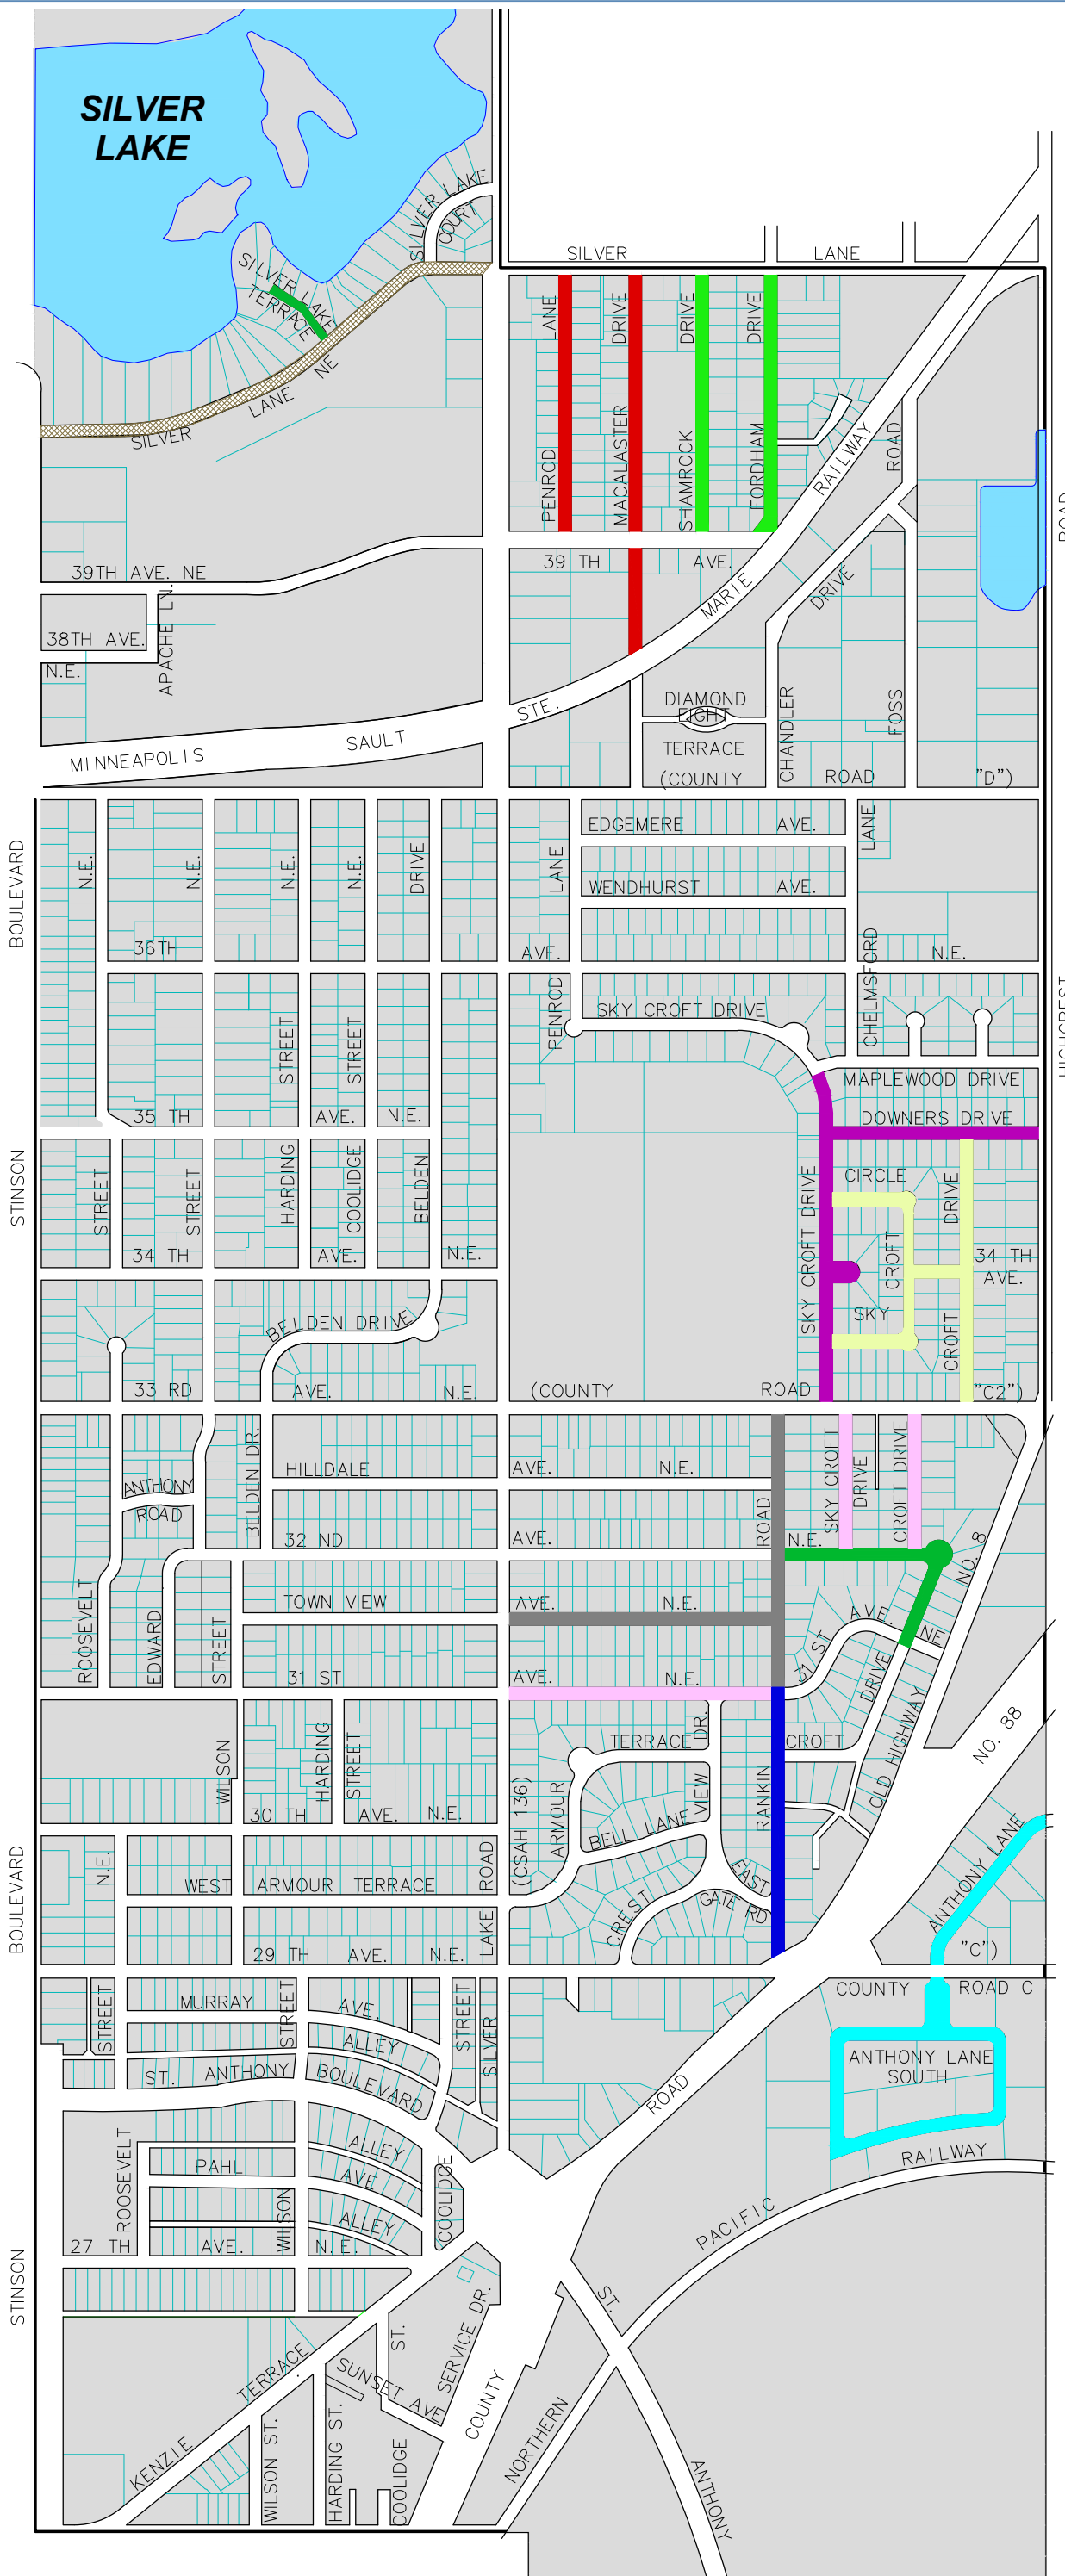 SILVER
LAKE
SILVER LAKE
COURT
SILVER
LANE
SILVER LAKE
TERRACE
LANE
DRIVE
DRIVE
DRIVE
NE
LANE
SILVER
PENROD
MACALASTER
SHAMROCK
FORDHAM
RAILWAY
ROAD
ROAD
39TH AVE. NE
39 TH
AVE.
MARIE
DRIVE
38TH AVE.
N.E.
APACHE LN.
STE.
DIAMOND
EIGHT
TERRACE
CHANDLER
FOSS
MINNEAPOLIS
SAULT
(COUNTY
ROAD
"D")
BOULEVARD
N.E.
N.E.
N.E.
N.E.
DRIVE
LANE
EDGEMERE
AVE.
LANE
WENDHURST
AVE.
36TH
AVE.
CHELMSFORD
N.E.
PENROD
SKY CROFT DRIVE
HIGHCREST
STREET
STREET
MAPLEWOOD DRIVE
35 TH
AVE.
N.E.
DOWNERS DRIVE
STINSON
STREET
STREET
HARDING
COOLIDGE
BELDEN
SKY CROFT DRIVE
CIRCLE
DRIVE
CROFT
34 TH
AVE.
N.E.
34 TH
AVE.
SKY
CROFT
BELDEN DRIVE
33 RD
AVE.
N.E.
(COUNTY
ROAD
"C2")
ANTHONY
ROAD
BELDEN DR.
HILLDALE
AVE.
N.E.
ROAD
SKY CROFT
DRIVE
CROFT DRIVE
32 ND
AVE.
N.E.
NO. 8
ROOSEVELT
EDWARD
STREET
TOWN VIEW
AVE.
N.E.
AVE.
NE
31 ST
AVE.
N.E.
31 ST
DRIVE
WILSON
HARDING
STREET
TERRACE
DR.
CROFT
OLD HIGHWAY
NO. 88
30 TH
AVE.
N.E.
(CSAH 136)
ARMOUR
VIEW
RANKIN
BELL LANE
N.E.
WEST
ARMOUR TERRACE
ROAD
CREST
EAST
GATE RD
ANTHONY LANE
BOULEVARD
29 TH
AVE.
N.E.
LAKE
"C")
STREET
MURRAY
STREET
AVE.
STREET
SILVER
COUNTY
ROAD C
ALLEY
ST.
ANTHONY
BOULEVARD
ROAD
ANTHONY LANE
SOUTH
ROOSEVELT
ALLEY
PAHL
AVE
WILSON
COOLIDGE
ALLEY
RAILWAY
PACIFIC
27 TH
AVE.
N.E.
STINSON
ST.
TERRACE
ST.
SERVICE DR.
SUNSET AVE
COUNTY
KENZIE
WILSON ST.
HARDING ST.
COOLIDGE
NORTHERN
ANTHONY